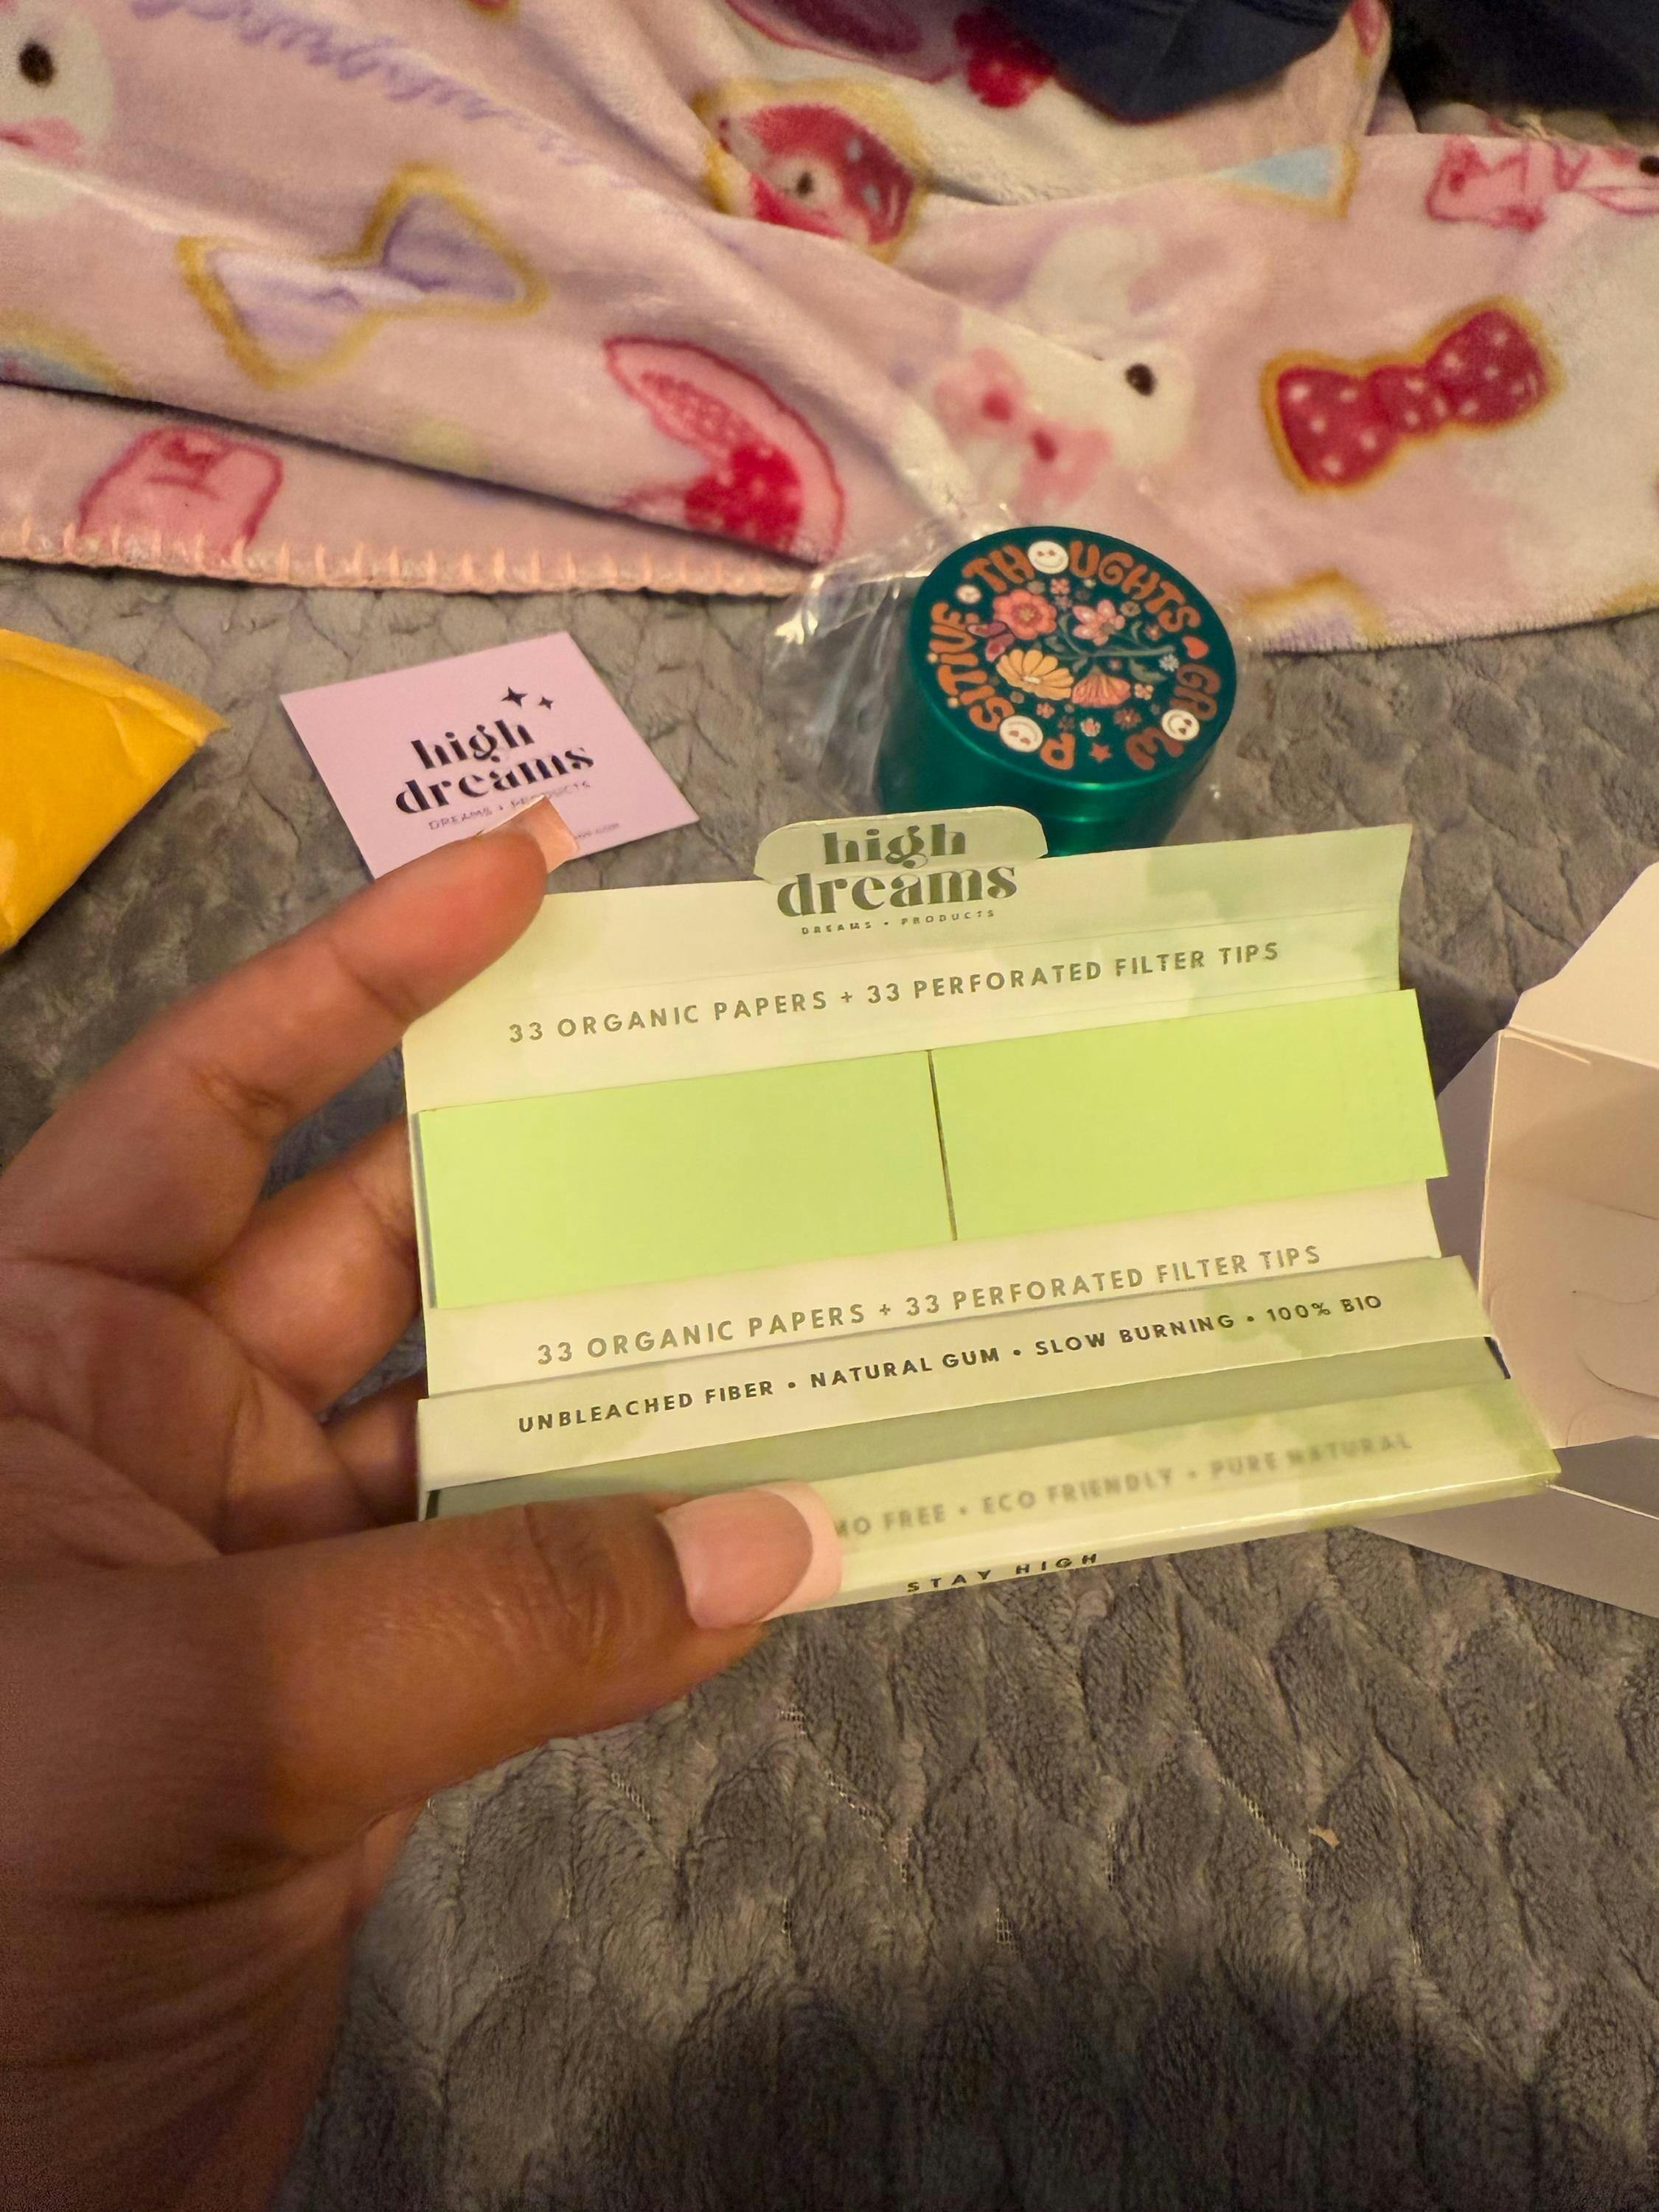 POSITIVE THOUGHTS GROW
high
dreams
DREAMS • PRODUCTS
high
dreams
DREAMS • PRODUCTS
33 ORGANIC PAPERS + 33 PERFORATED FILTER TIPS
33 ORGANIC PAPERS + 33 PERFORATED FILTER TIPS
UNBLEACHED FIBER • NATURAL GUM • SLOW BURNING • 100% BIO
FREE • ECO FRIENDLY • PURE NATURAL
STAY HIGH